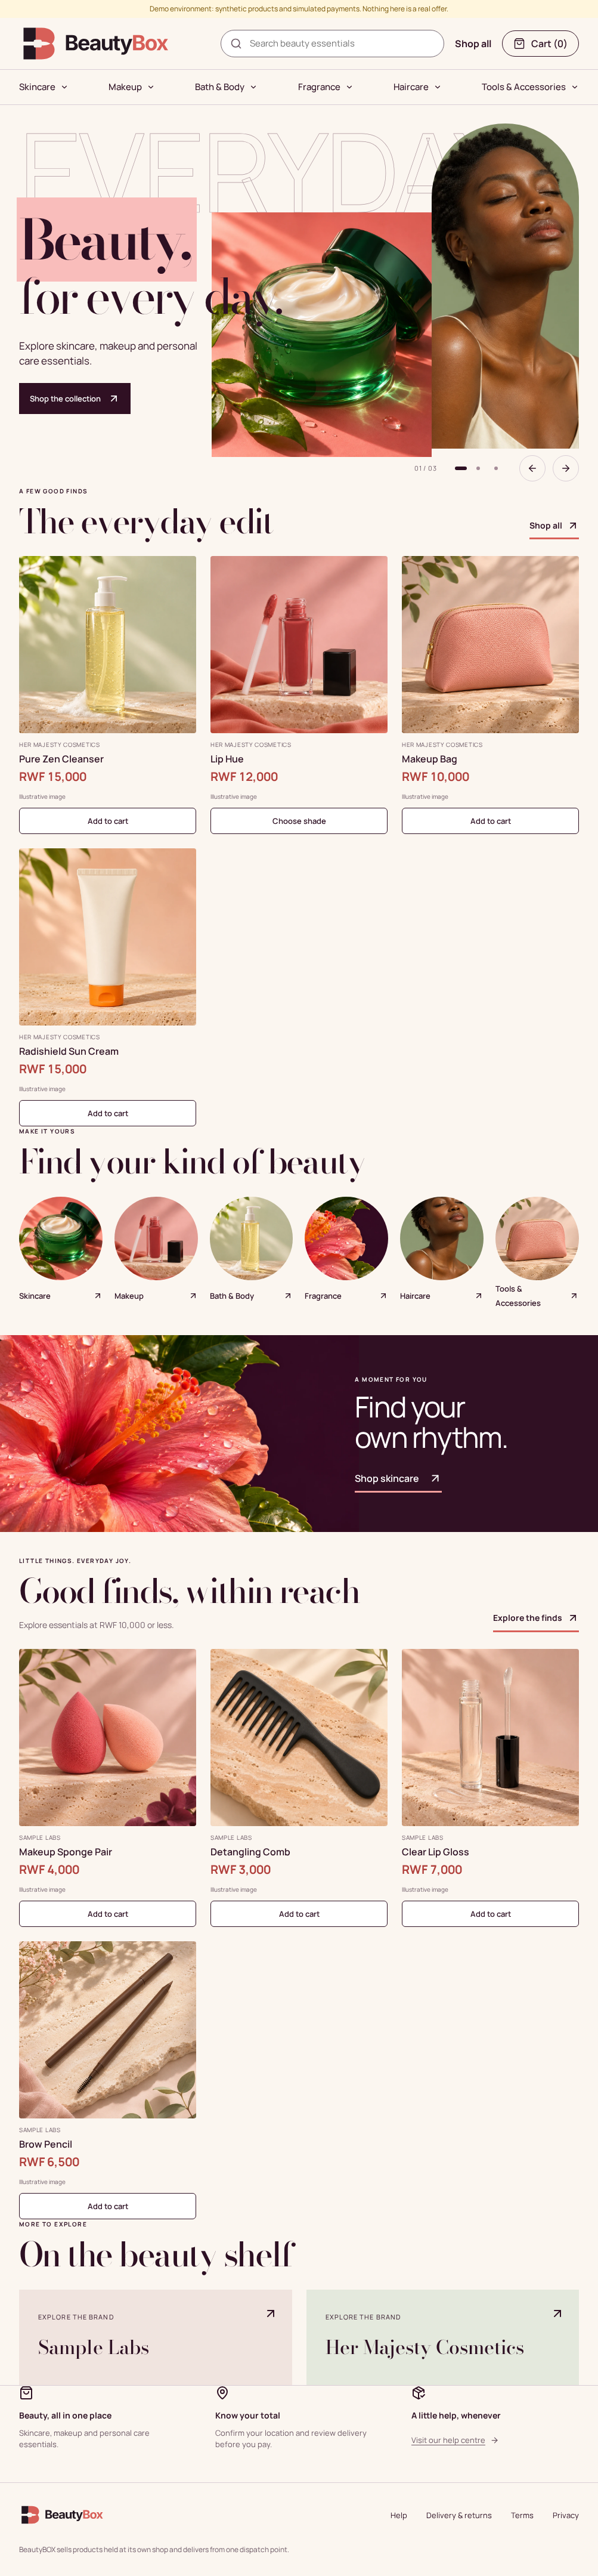 Demo environment: synthetic products and simulated payments. Nothing here is a real offer.
BeautyBox
Search beauty essentials
Shop all
Cart (0)
Skincare
Makeup
Bath & Body
Fragrance
Haircare
Tools & Accessories
EVERYDAY
Beauty,
for every day.
Explore skincare, makeup and personal
care essentials.
Shop the collection
01 / 03
A FEW GOOD FINDS
The everyday edit
Shop all
HER MAJESTY COSMETICS
Pure Zen Cleanser
RWF 15,000
Illustrative image
Add to cart
HER MAJESTY COSMETICS
Lip Hue
RWF 12,000
Illustrative image
Choose shade
HER MAJESTY COSMETICS
Makeup Bag
RWF 10,000
Illustrative image
Add to cart
HER MAJESTY COSMETICS
Radishield Sun Cream
RWF 15,000
Illustrative image
Add to cart
MAKE IT YOURS
Find your kind of beauty
Skincare
Makeup
Bath & Body
Fragrance
Haircare
Tools &
Accessories
A MOMENT FOR YOU
Find your
own rhythm.
Shop skincare
LITTLE THINGS. EVERYDAY JOY.
Good finds, within reach
Explore essentials at RWF 10,000 or less.
Explore the finds
SAMPLE LABS
Makeup Sponge Pair
RWF 4,000
Illustrative image
Add to cart
SAMPLE LABS
Detangling Comb
RWF 3,000
Illustrative image
Add to cart
SAMPLE LABS
Clear Lip Gloss
RWF 7,000
Illustrative image
Add to cart
SAMPLE LABS
Brow Pencil
RWF 6,500
Illustrative image
Add to cart
MORE TO EXPLORE
On the beauty shelf
EXPLORE THE BRAND
Sample Labs
EXPLORE THE BRAND
Her Majesty Cosmetics
Beauty, all in one place
Skincare, makeup and personal care
essentials.
Know your total
Confirm your location and review delivery
before you pay.
A little help, whenever
Visit our help centre
BeautyBox
Help
Delivery & returns
Terms
Privacy
BeautyBOX sells products held at its own shop and delivers from one dispatch point.